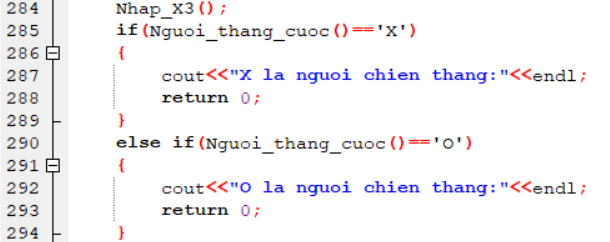 284 Nhap_X3();
285 if(Nguoi_thang_cuoc()=='X')
286 {
287 cout<<"X la nguoi chien thang:"<<endl;
288 return 0;
289 }
290 else if(Nguoi_thang_cuoc()=='O')
291 {
292 cout<<"O la nguoi chien thang:"<<endl;
293 return 0;
294 }